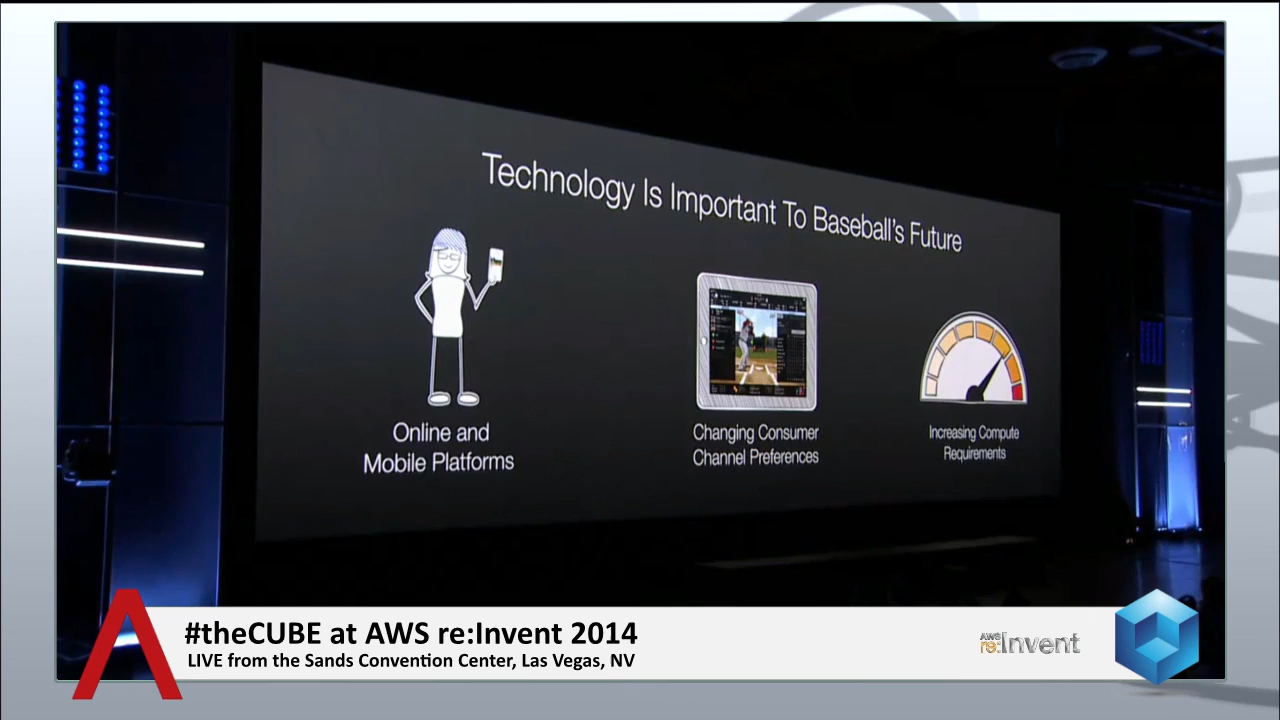 Technology Is Important To Baseball's Future
Online and
Mobile Platforms
Changing Consumer
Channel Preferences
Increasing Compute
Requirements
#theCUBE at AWS re:Invent 2014
LIVE from the Sands Convention Center, Las Vegas, NV
AWS
re:Invent